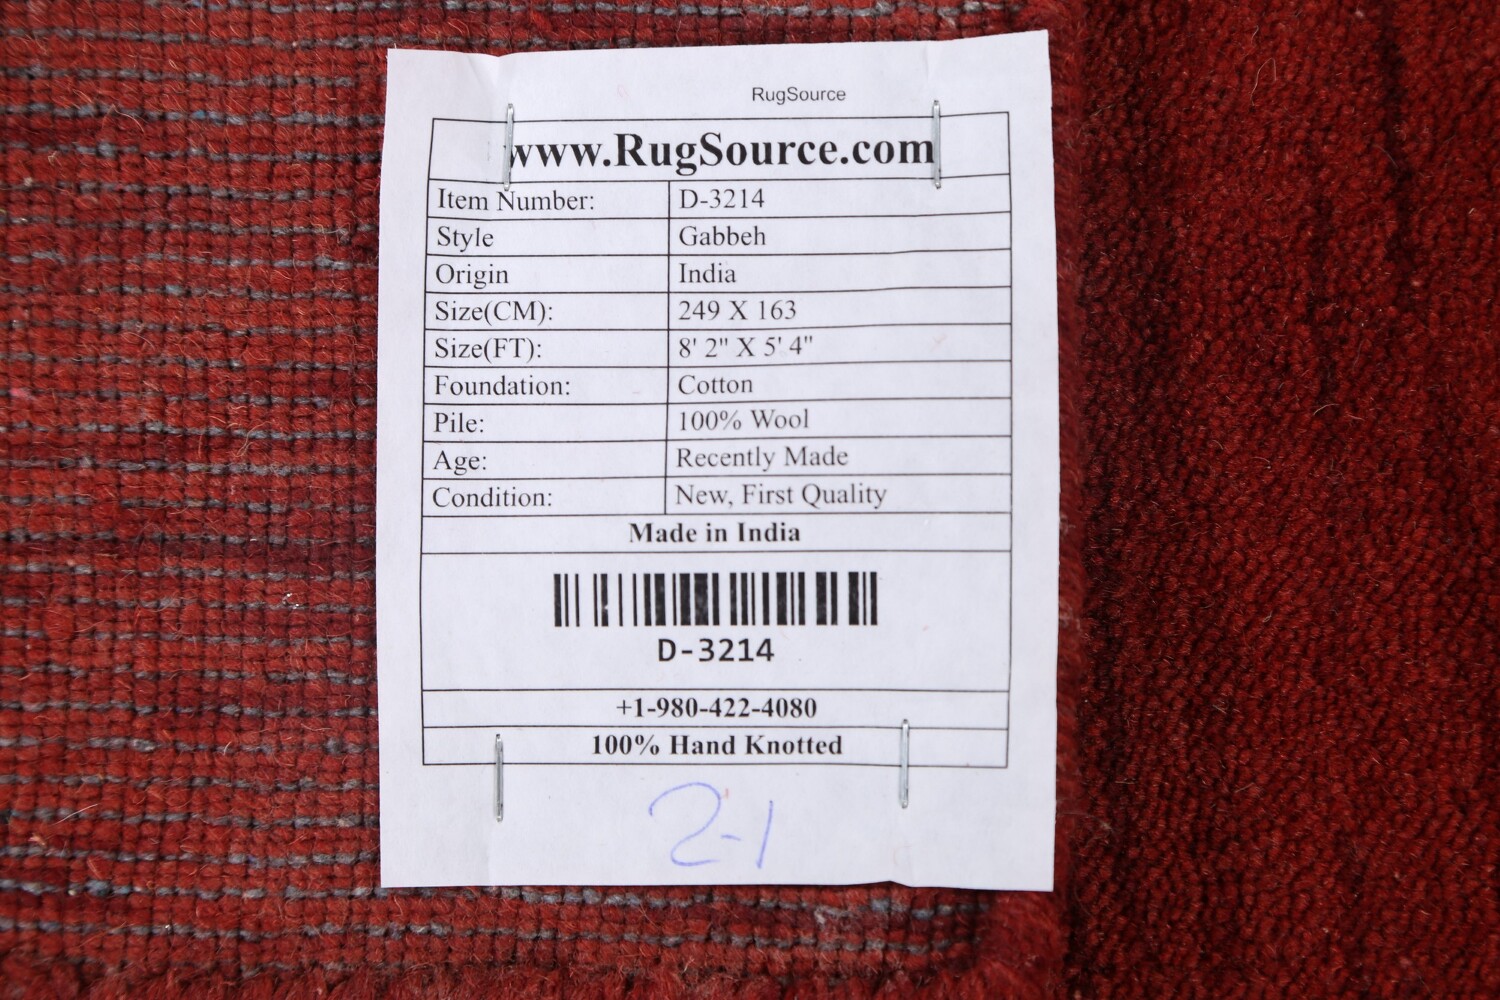 RugSource
www.RugSource.com
Item Number: D-3214
Style Gabbeh
Origin India
Size(CM): 249 X 163
Size(FT): 8' 2" X 5' 4"
Foundation: Cotton
Pile: 100% Wool
Age: Recently Made
Condition: New, First Quality
Made in India
D-3214
+1-980-422-4080
100% Hand Knotted
2-1